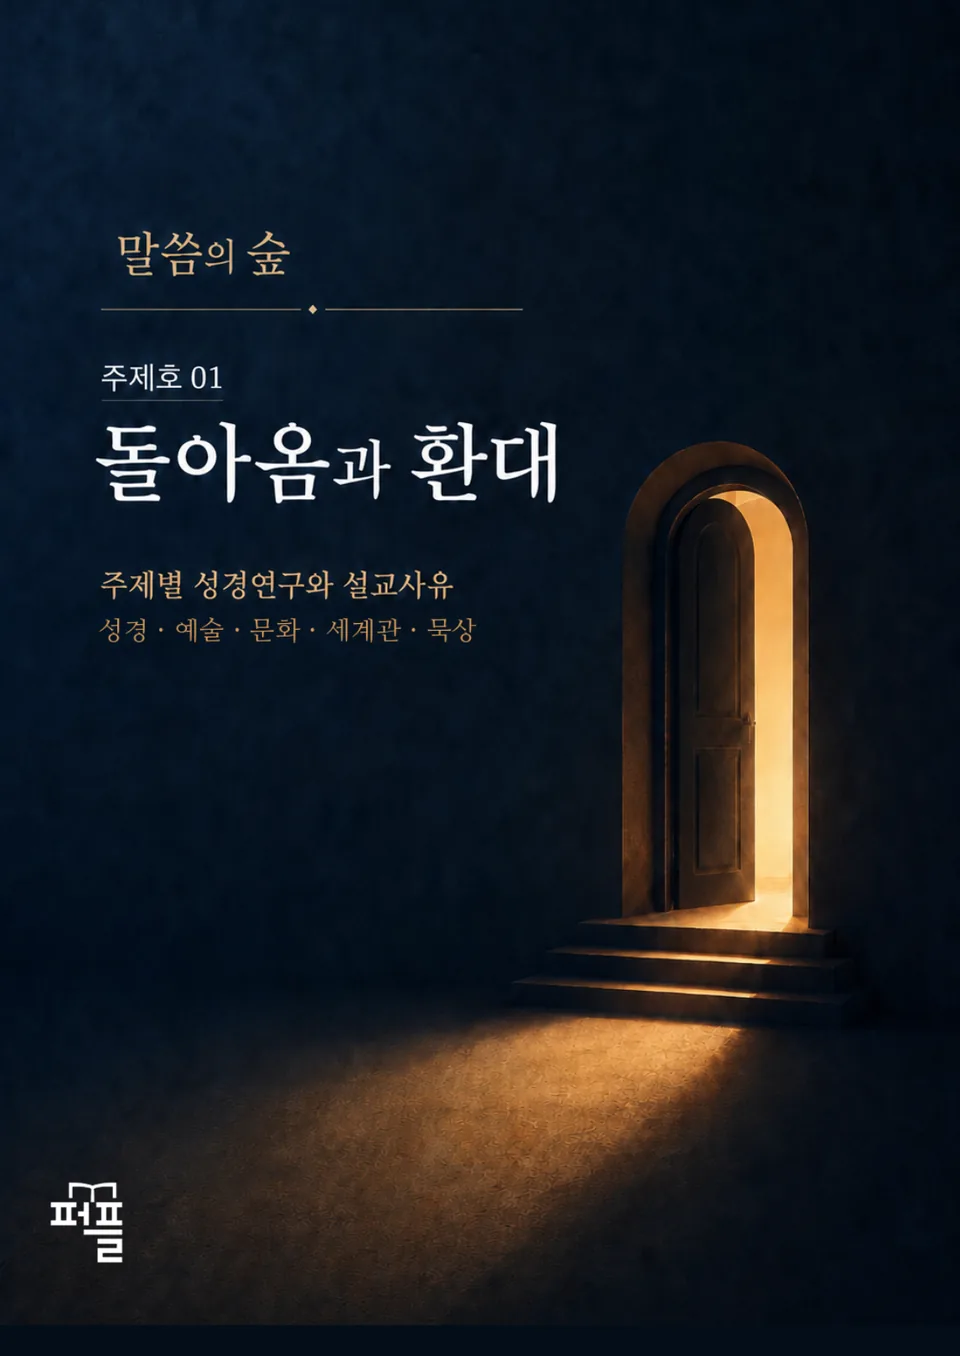 말씀의 숲
주제호 01
돌아옴과 환대
주제별 성경연구와 설교사유
성경 · 예술 · 문화 · 세계관 · 묵상
퍼플